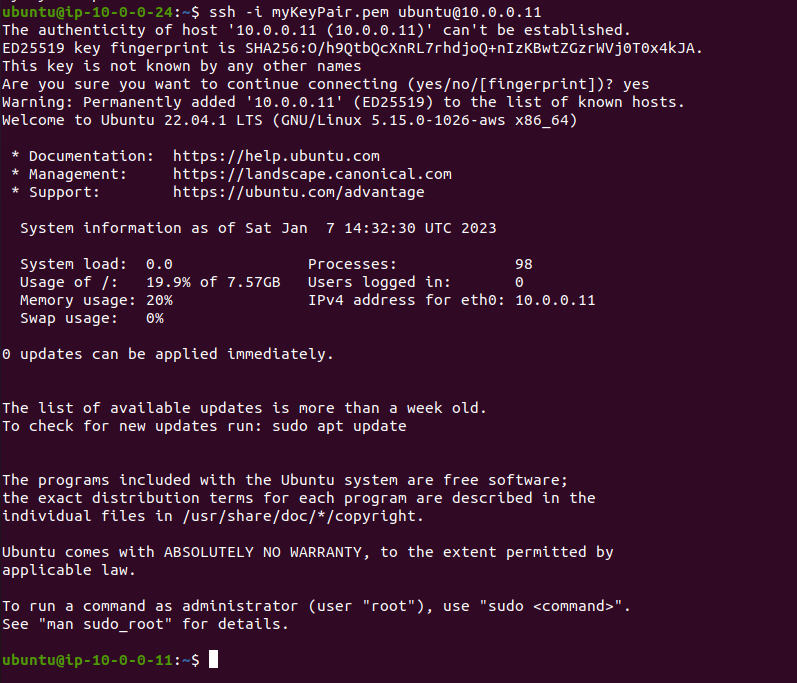 ubuntu@ip-10-0-0-24:~$ ssh -i myKeyPair.pem ubuntu@10.0.0.11
The authenticity of host '10.0.0.11 (10.0.0.11)' can't be established.
ED25519 key fingerprint is SHA256:O/h9QtbQcXnRL7rhdjoQ+nIzKBwtZGzrWVj0T0x4kJA.
This key is not known by any other names
Are you sure you want to continue connecting (yes/no/[fingerprint])? yes
Warning: Permanently added '10.0.0.11' (ED25519) to the list of known hosts.
Welcome to Ubuntu 22.04.1 LTS (GNU/Linux 5.15.0-1026-aws x86_64)

 * Documentation:  https://help.ubuntu.com
 * Management:     https://landscape.canonical.com
 * Support:        https://ubuntu.com/advantage

  System information as of Sat Jan  7 14:32:30 UTC 2023

  System load:  0.0               Processes:             98
  Usage of /:   19.9% of 7.57GB   Users logged in:       0
  Memory usage: 20%               IPv4 address for eth0: 10.0.0.11
  Swap usage:   0%

0 updates can be applied immediately.


The list of available updates is more than a week old.
To check for new updates run: sudo apt update


The programs included with the Ubuntu system are free software;
the exact distribution terms for each program are described in the
individual files in /usr/share/doc/*/copyright.

Ubuntu comes with ABSOLUTELY NO WARRANTY, to the extent permitted by
applicable law.

To run a command as administrator (user "root"), use "sudo <command>".
See "man sudo_root" for details.

ubuntu@ip-10-0-0-11:~$